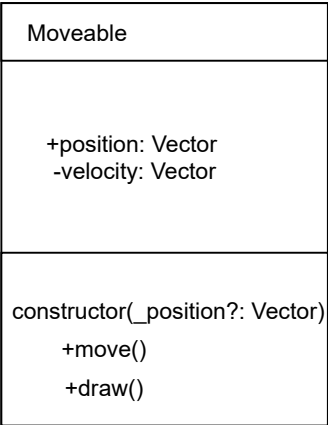 Moveable
+position: Vector
-velocity: Vector
constructor(_position?: Vector)
+move()
+draw()